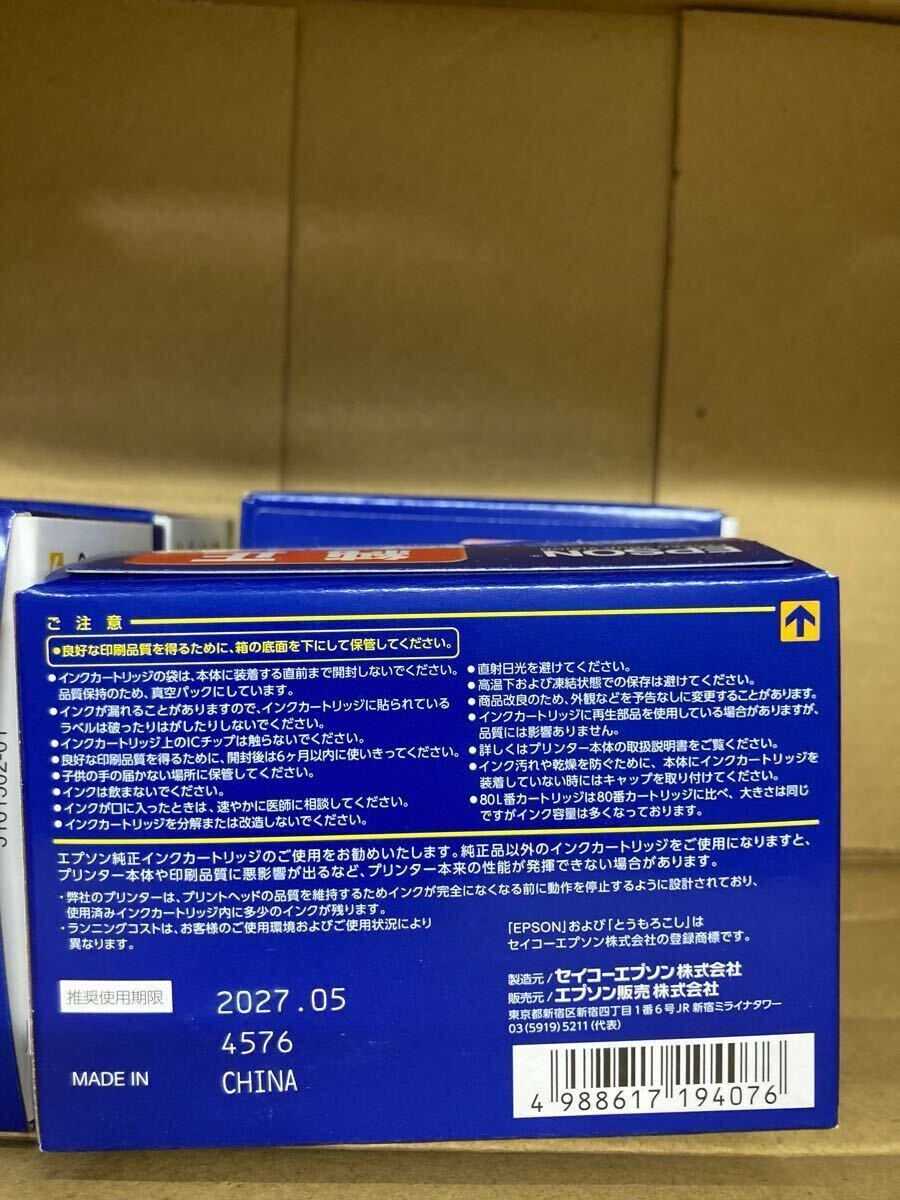 EPSON
純正
ご注意
●良好な印刷品質を得るために、箱の底面を下にして保管してください。
●インクカートリッジの袋は、本体に装着する直前まで開封しないでください。
品質保持のため、真空パックにしています。
●インクが漏れることがありますので、インクカートリッジに貼られている
ラベルは破ったりはがしたりしないでください。
●インクカートリッジ上のICチップは触らないでください。
●良好な印刷品質を得るために、開封後は6ヶ月以内に使いきってください。
●子供の手の届かない場所に保管してください。
●インクは飲まないでください。
●インクが口に入ったときは、速やかに医師に相談してください。
●インクカートリッジを分解または改造しないでください。
●直射日光を避けてください。
●高温下および凍結状態での保存は避けてください。
●商品改良のため、外観などを予告なしに変更することがあります。
●インクカートリッジに再生部品を使用している場合がありますが、
品質には影響ありません。
●詳しくはプリンター本体の取扱説明書をご覧ください。
●インク汚れや乾燥を防ぐために、本体にインクカートリッジを
装着していない時にはキャップを取り付けてください。
●80L番カートリッジは80番カートリッジに比べ、大きさは同じ
ですがインク容量は多くなっております。
エプソン純正インクカートリッジのご使用をお勧めいたします。純正品以外のインクカートリッジをご使用になりますと、
プリンター本体や印刷品質に悪影響が出るなど、プリンター本来の性能が発揮できない場合があります。
・弊社のプリンターは、プリントヘッドの品質を維持するためインクが完全になくなる前に動作を停止するように設計されており、
使用済みインクカートリッジ内に多少のインクが残ります。
・ランニングコストは、お客様のご使用環境およびご使用状況により
異なります。
「EPSON」および「とうもろこし」は
セイコーエプソン株式会社の登録商標です。
製造元/セイコーエプソン株式会社
販売元/エプソン販売株式会社
東京都新宿区新宿四丁目1番6号JR新宿ミライナタワー
03(5919)5211(代表)
推奨使用期限
2027.05
4576
MADE IN
CHINA
4 988617 194076